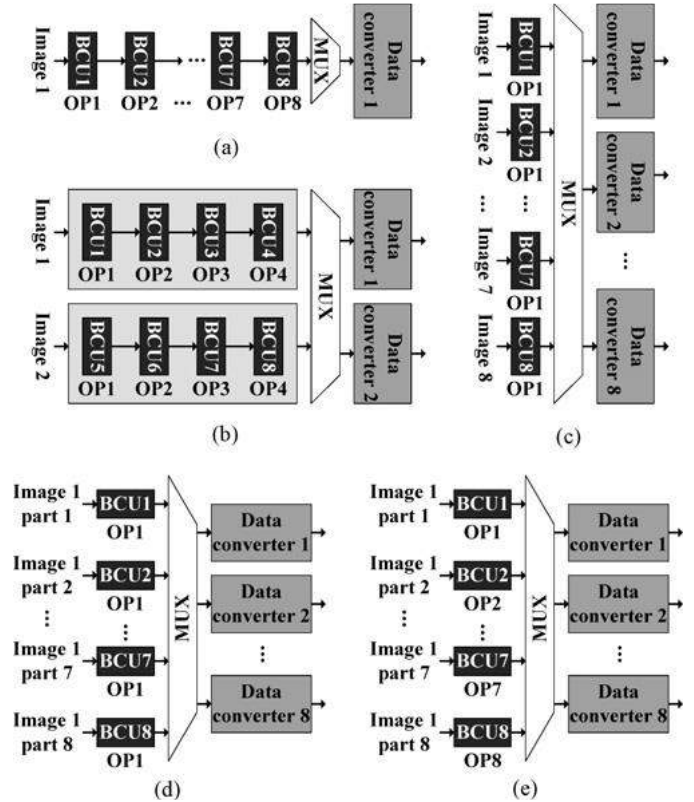 Image 1
BCU1
BCU2
...
BCU7
BCU8
MUX
Data
converter 1
OP1
OP2
...
OP7
OP8
(a)
Image 1
BCU1
BCU2
BCU3
BCU4
OP1
OP2
OP3
OP4
Image 2
BCU5
BCU6
BCU7
BCU8
OP1
OP2
OP3
OP4
MUX
Data
converter 1
Data
converter 2
(b)
Image 1
BCU1
OP1
Image 2
BCU2
OP1
...
...
Image 7
BCU7
OP1
Image 8
BCU8
OP1
MUX
Data
converter 1
Data
converter 2
...
Data
converter 8
(c)
Image 1
part 1
BCU1
OP1
Image 1
part 2
BCU2
OP1
...
...
Image 1
part 7
BCU7
OP1
Image 1
part 8
BCU8
OP1
MUX
Data
converter 1
Data
converter 2
...
Data
converter 8
(d)
Image 1
part 1
BCU1
OP1
Image 1
part 2
BCU2
OP2
...
...
Image 1
part 7
BCU7
OP7
Image 1
part 8
BCU8
OP8
MUX
Data
converter 1
Data
converter 2
...
Data
converter 8
(e)